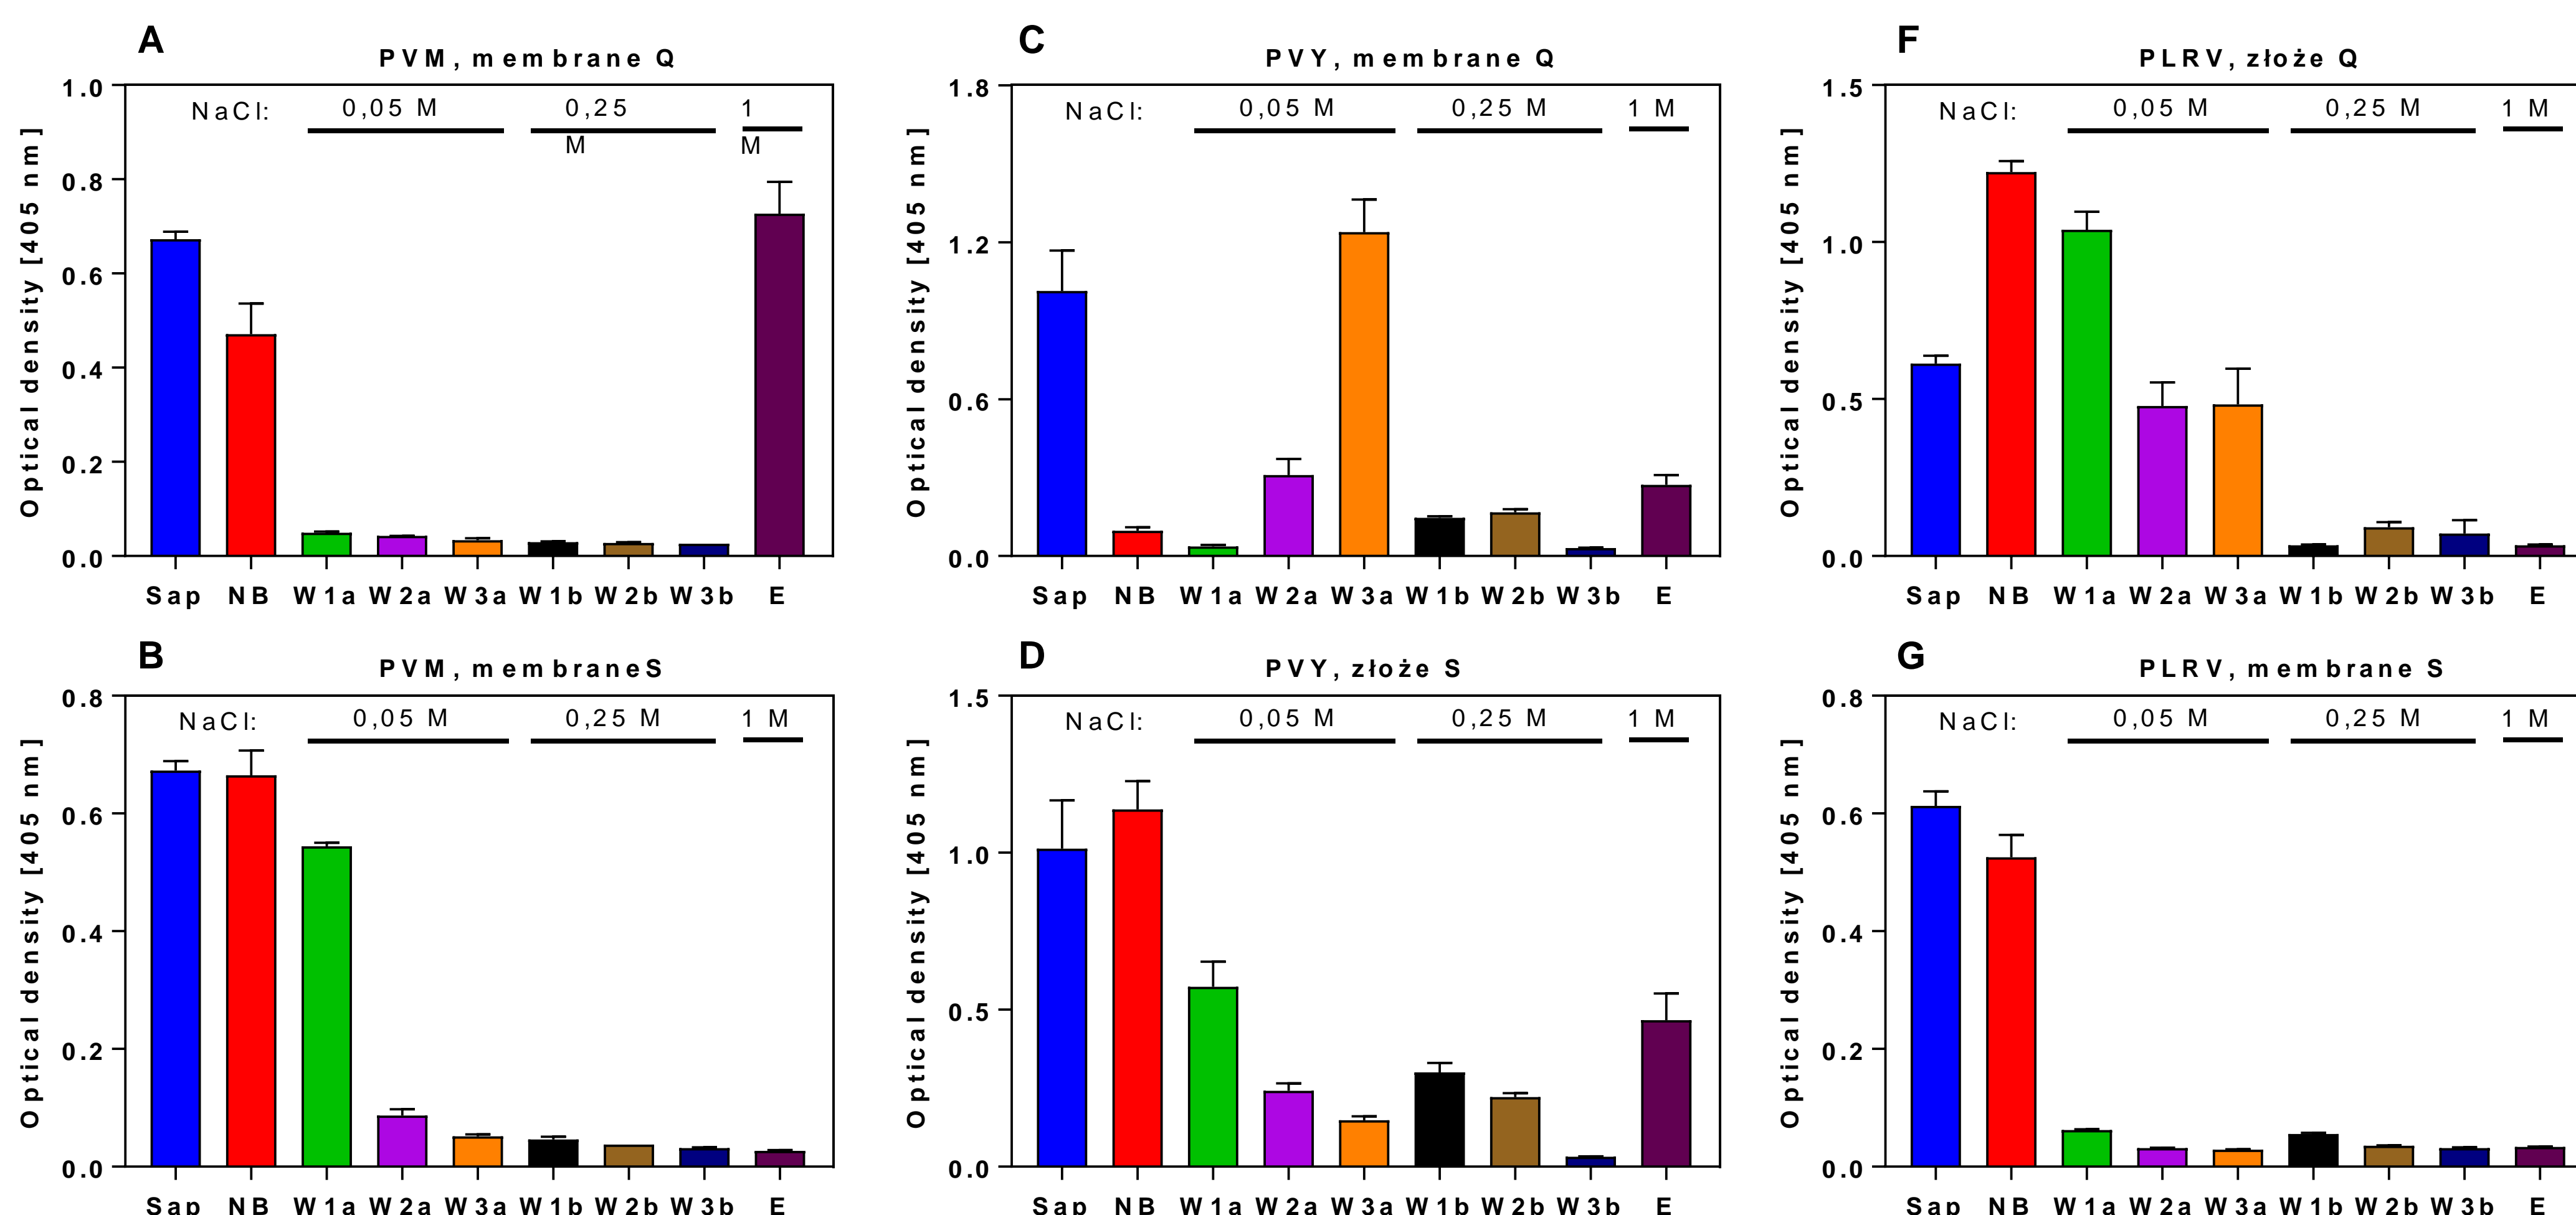 A
PVM, membrane Q
Optical density [405 nm]
1.0
0.8
0.6
0.4
0.2
0.0
NaCl: 0,05 M 0,25 M 1 M
Sap NB W1a W2a W3a W1b W2b W3b E
C
PVY, membrane Q
Optical density [405 nm]
1.8
1.2
0.6
0.0
NaCl: 0,05 M 0,25 M 1 M
Sap NB W1a W2a W3a W1b W2b W3b E
F
PLRV, złoże Q
Optical density [405 nm]
1.5
1.0
0.5
0.0
NaCl: 0,05 M 0,25 M 1 M
Sap NB W1a W2a W3a W1b W2b W3b E
B
PVM, membrane S
Optical density [405 nm]
0.8
0.6
0.4
0.2
0.0
NaCl: 0,05 M 0,25 M 1 M
Sap NB W1a W2a W3a W1b W2b W3b E
D
PVY, złoże S
Optical density [405 nm]
1.5
1.0
0.5
0.0
NaCl: 0,05 M 0,25 M 1 M
Sap NB W1a W2a W3a W1b W2b W3b E
G
PLRV, membrane S
Optical density [405 nm]
0.8
0.6
0.4
0.2
0.0
NaCl: 0,05 M 0,25 M 1 M
Sap NB W1a W2a W3a W1b W2b W3b E